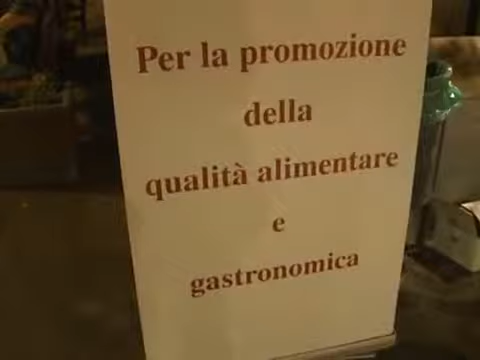 Per la promozione
della
qualità alimentare
e
gastronomica